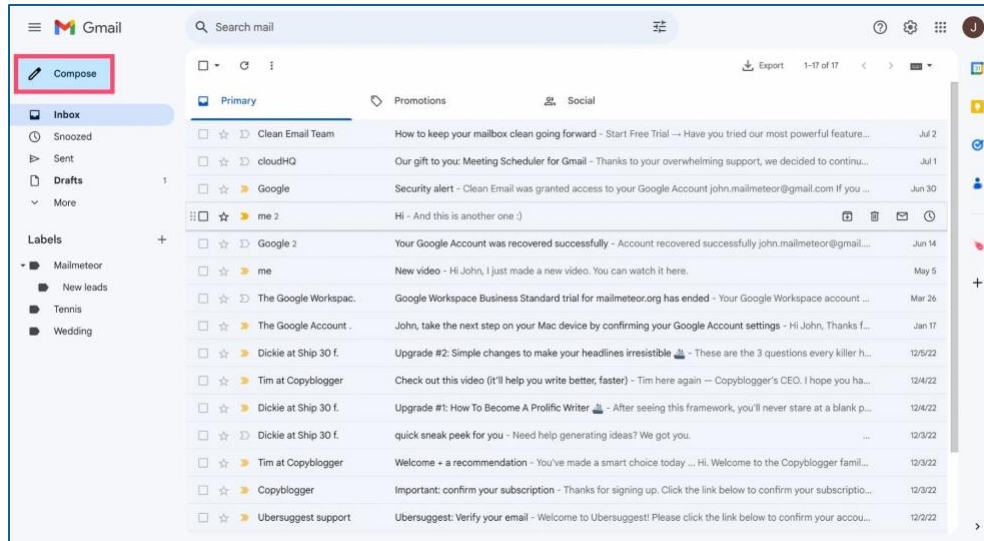 Gmail
Search mail
J
Compose
Export 1–17 of 17
Inbox
Snoozed
Sent
Drafts 1
More
Labels
Mailmeteor
New leads
Tennis
Wedding
Primary Promotions Social
Clean Email Team How to keep your mailbox clean going forward - Start Free Trial → Have you tried our most powerful feature... Jul 2
cloudHQ Our gift to you: Meeting Scheduler for Gmail - Thanks to your overwhelming support, we decided to continu... Jul 1
Google Security alert - Clean Email was granted access to your Google Account john.mailmeteor@gmail.com If you ... Jun 30
me 2 Hi - And this is another one :)
Google 2 Your Google Account was recovered successfully - Account recovered successfully john.mailmeteor@gmail.... Jun 14
me New video - Hi John, I just made a new video. You can watch it here. May 5
The Google Workspac. Google Workspace Business Standard trial for mailmeteor.org has ended - Your Google Workspace account ... Mar 26
The Google Account . John, take the next step on your Mac device by confirming your Google Account settings - Hi John, Thanks f... Jan 17
Dickie at Ship 30 f. Upgrade #2: Simple changes to make your headlines irresistible 🚢 - These are the 3 questions every killer h... 12/5/22
Tim at Copyblogger Check out this video (it'll help you write better, faster) - Tim here again — Copyblogger's CEO. I hope you ha... 12/4/22
Dickie at Ship 30 f. Upgrade #1: How To Become A Prolific Writer 🚢 - After seeing this framework, you'll never stare at a blank p... 12/4/22
Dickie at Ship 30 f. quick sneak peek for you - Need help generating ideas? We got you. ... 12/3/22
Tim at Copyblogger Welcome + a recommendation - You've made a smart choice today ... Hi. Welcome to the Copyblogger famil... 12/3/22
Copyblogger Important: confirm your subscription - Thanks for signing up. Click the link below to confirm your subscriptio... 12/3/22
Ubersuggest support Ubersuggest: Verify your email - Welcome to Ubersuggest! Please click the link below to confirm your accou... 12/2/22